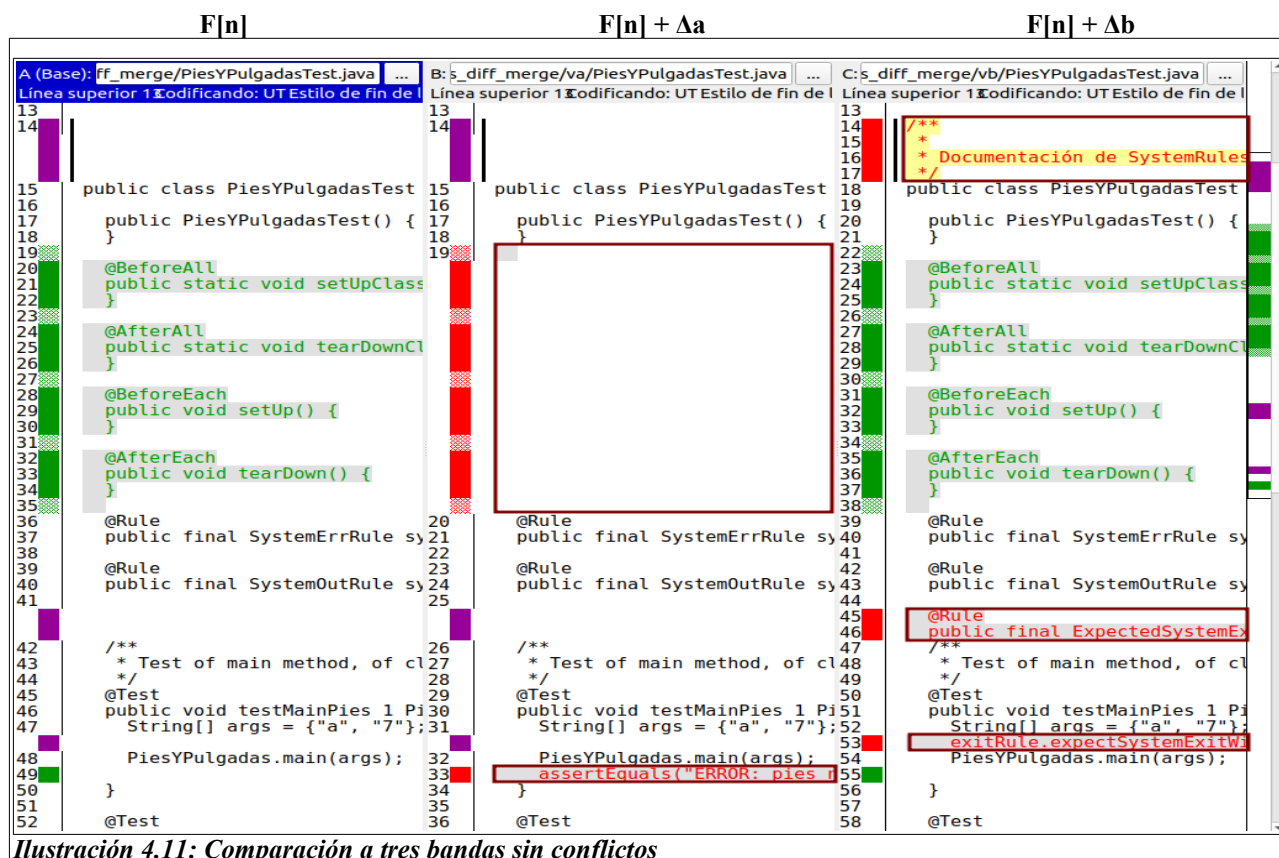 F[n] F[n] + Δa F[n] + Δb
A (Base): ff_merge/PiesYPulgadasTest.java ...
Línea superior 13 Codificando: UT Estilo de fin de l
13
14
15 public class PiesYPulgadasTest
16
17 public PiesYPulgadasTest() {
18 }
19
20 @BeforeAll
21 public static void setUpClass
22 }
23
24 @AfterAll
25 public static void tearDownCl
26 }
27
28 @BeforeEach
29 public void setUp() {
30 }
31
32 @AfterEach
33 public void tearDown() {
34 }
35
36 @Rule
37 public final SystemErrRule sy
38
39 @Rule
40 public final SystemOutRule sy
41
42 /**
43 * Test of main method, of cl
44 */
45 @Test
46 public void testMainPies 1 Pi
47 String[] args = {"a", "7"};
48 PiesYPulgadas.main(args);
49
50 }
51
52 @Test
B: s_diff_merge/va/PiesYPulgadasTest.java ...
Línea superior 13 Codificando: UT Estilo de fin de l
13
14
15 public class PiesYPulgadasTest
16
17 public PiesYPulgadasTest() {
18 }
19
20 @Rule
21 public final SystemErrRule sy
22
23 @Rule
24 public final SystemOutRule sy
25
26 /**
27 * Test of main method, of cl
28 */
29 @Test
30 public void testMainPies 1 Pi
31 String[] args = {"a", "7"};
32 PiesYPulgadas.main(args);
33 assertEquals("ERROR: pies n
34 }
35
36 @Test
C: s_diff_merge/vb/PiesYPulgadasTest.java ...
Línea superior 13 Codificando: UT Estilo de fin de l
13
14 /**
15 *
16 * Documentación de SystemRules
17 */
18 public class PiesYPulgadasTest
19
20 public PiesYPulgadasTest() {
21 }
22
23 @BeforeAll
24 public static void setUpClass
25 }
26
27 @AfterAll
28 public static void tearDownCl
29 }
30
31 @BeforeEach
32 public void setUp() {
33 }
34
35 @AfterEach
36 public void tearDown() {
37 }
38
39 @Rule
40 public final SystemErrRule sy
41
42 @Rule
43 public final SystemOutRule sy
44
45 @Rule
46 public final ExpectedSystemEx
47 /**
48 * Test of main method, of cl
49 */
50 @Test
51 public void testMainPies 1 Pi
52 String[] args = {"a", "7"};
53 exitRule.expectSystemExitWi
54 PiesYPulgadas.main(args);
55
56 }
57
58 @Test
Ilustración 4.11: Comparación a tres bandas sin conflictos